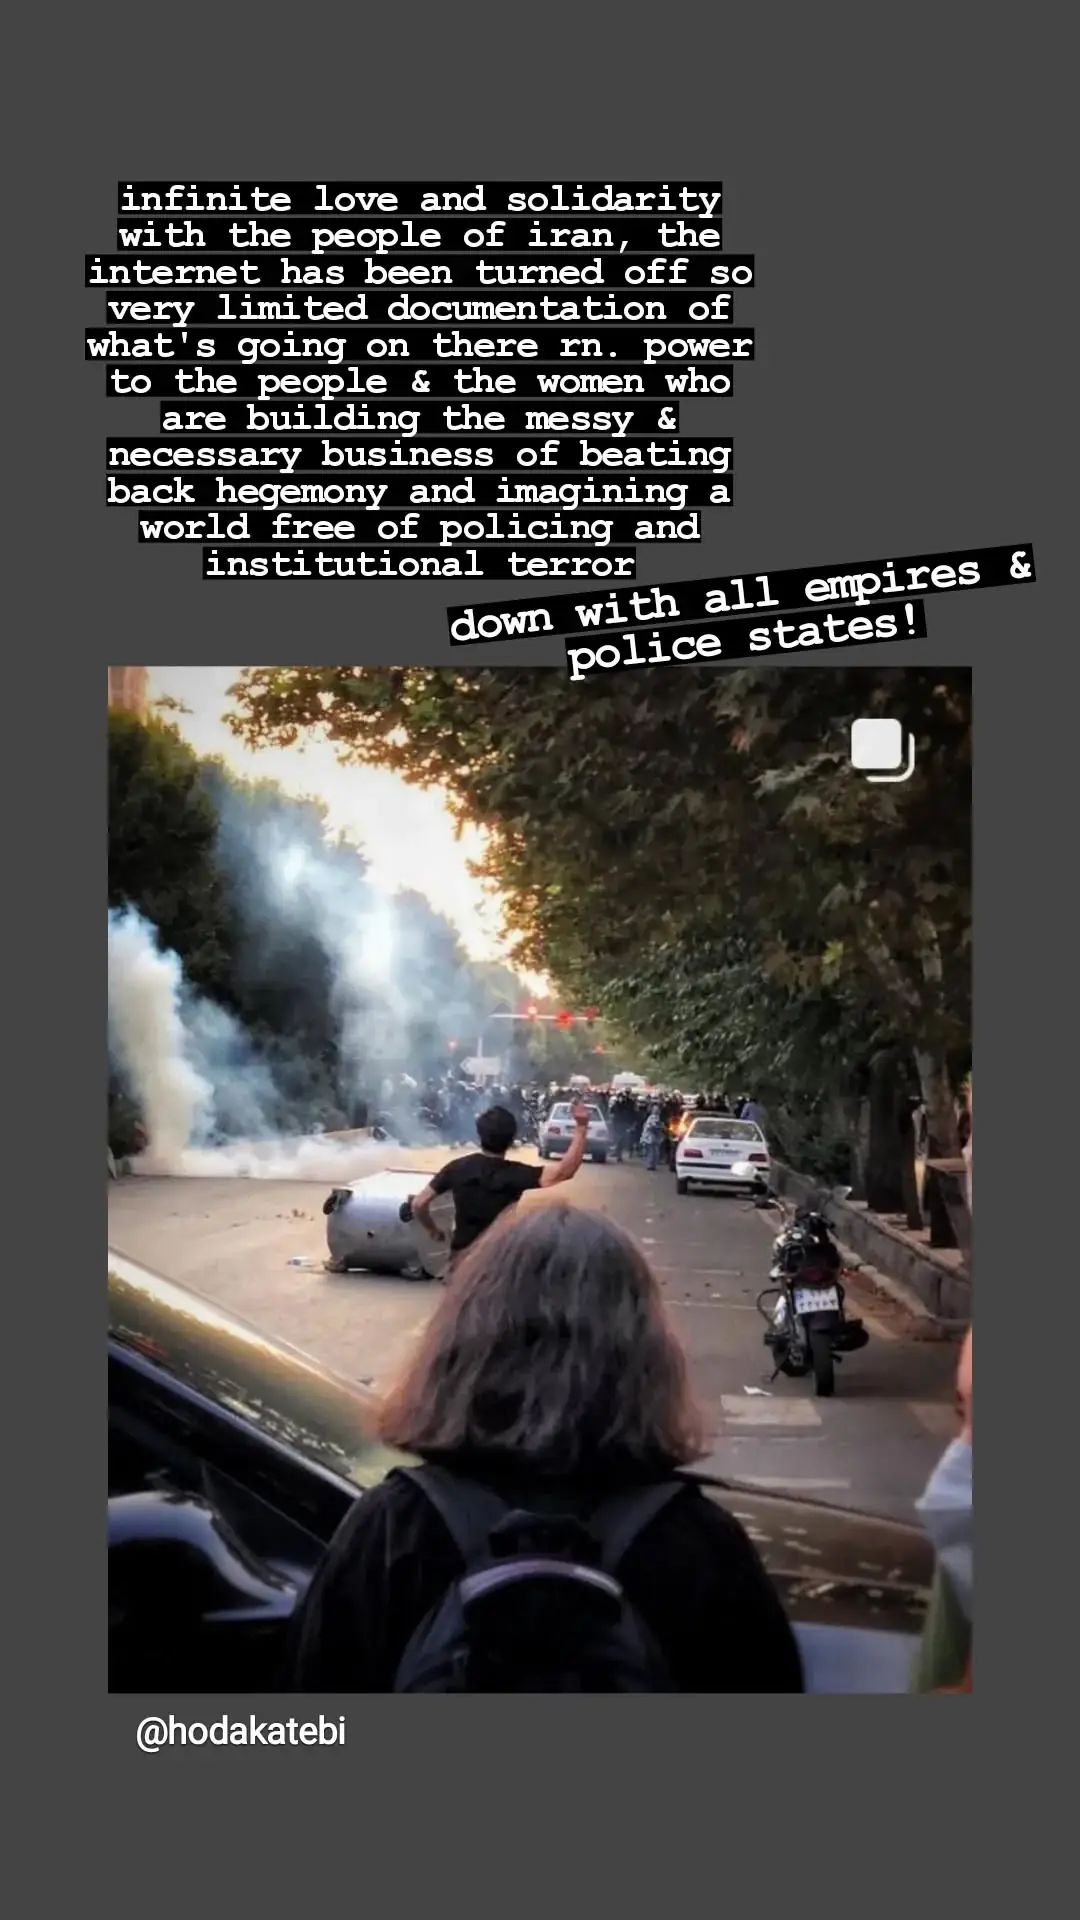 infinite love and solidarity
with the people of iran, the
internet has been turned off so
very limited documentation of
what's going on there rn. power
to the people & the women who
are building the messy &
necessary business of beating
back hegemony and imagining a
world free of policing and
institutional terror
down with all empires &
police states!
@hodakatebi